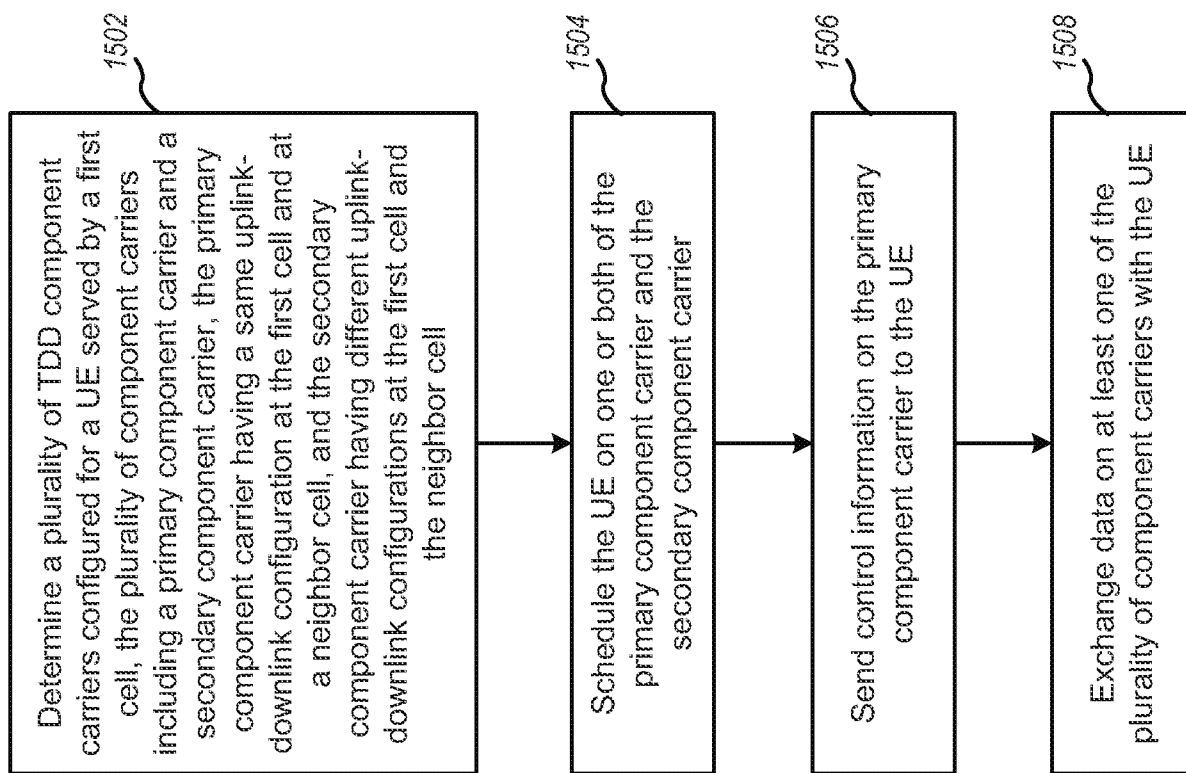 1502
Determine a plurality of TDD component
carriers configured for a UE served by a first
cell, the plurality of component carriers
including a primary component carrier and a
secondary component carrier, the primary
component carrier having a same uplink-
downlink configuration at the first cell and at
a neighbor cell, and the secondary
component carrier having different uplink-
downlink configurations at the first cell and
the neighbor cell
1504
Schedule the UE on one or both of the
primary component carrier and the
secondary component carrier
1506
Send control information on the primary
component carrier to the UE
1508
Exchange data on at least one of the
plurality of component carriers with the UE